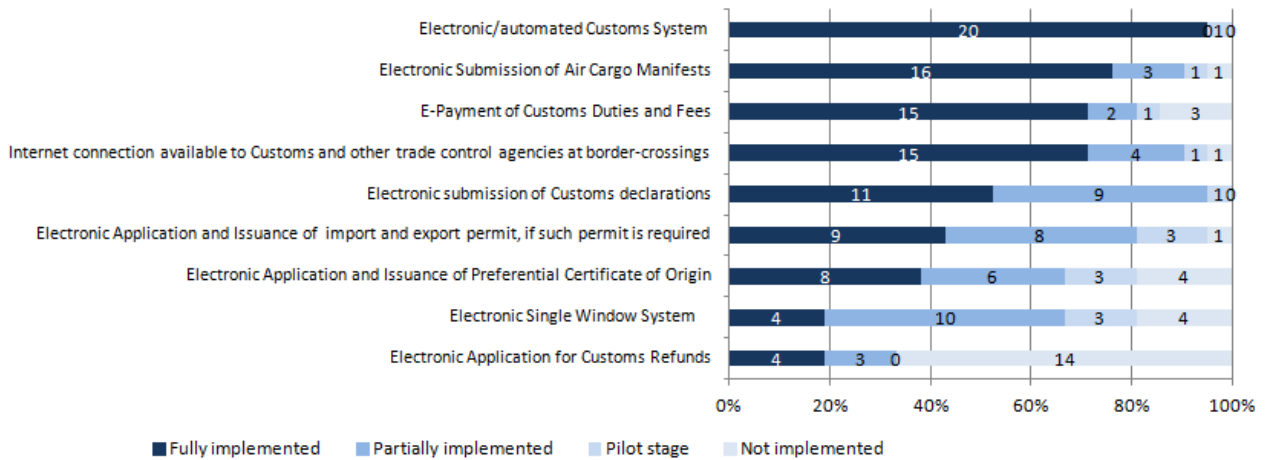 Electronic/automated Customs System 20 0 1 0
Electronic Submission of Air Cargo Manifests 16 3 1 1
E-Payment of Customs Duties and Fees 15 2 1 3
Internet connection available to Customs and other trade control agencies at border-crossings 15 4 1 1
Electronic submission of Customs declarations 11 9 1 0
Electronic Application and Issuance of import and export permit, if such permit is required 9 8 3 1
Electronic Application and Issuance of Preferential Certificate of Origin 8 6 3 4
Electronic Single Window System 4 10 3 4
Electronic Application for Customs Refunds 4 3 0 14
0% 20% 40% 60% 80% 100%
Fully implemented Partially implemented Pilot stage Not implemented